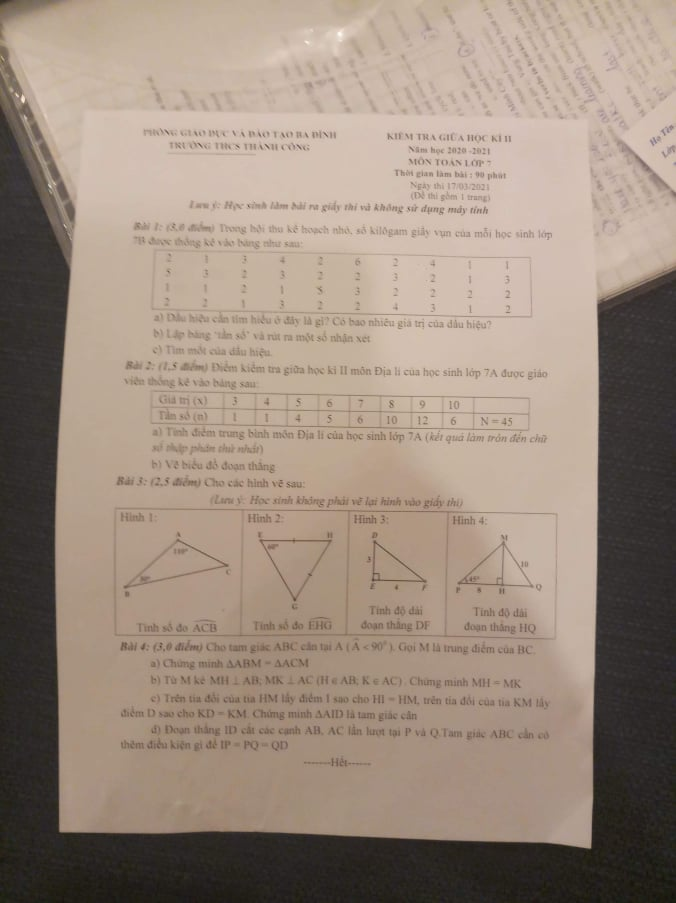 PHÒNG GIÁO DỤC VÀ ĐÀO TẠO BA ĐÌNH
TRƯỜNG THCS THÀNH CÔNG
KIỂM TRA GIỮA HỌC KÌ II
Năm học 2020 -2021
MÔN TOÁN LỚP 7
Thời gian làm bài : 90 phút
Ngày thi 17/03/2021
(Đề thi gồm 1 trang)
Lưu ý: Học sinh làm bài ra giấy thi và không sử dụng máy tính
Bài 1: (3,0 điểm) Trong hội thu kế hoạch nhỏ, số kilôgam giấy vụn của mỗi học sinh lớp
7B được thống kê vào bảng như sau:
2 1 3 4 2 6 2 4 1 1
5 3 2 3 2 2 3 2 1 3
1 1 2 1 5 3 2 2 2 2
2 2 1 3 2 2 4 3 1 2
a) Dấu hiệu cần tìm hiểu ở đây là gì? Có bao nhiêu giá trị của dấu hiệu?
b) Lập bảng "tần số" và rút ra một số nhận xét
c) Tìm mốt của dấu hiệu.
Bài 2: (1,5 điểm) Điểm kiểm tra giữa học kì II môn Địa lí của học sinh lớp 7A được giáo
viên thống kê vào bảng sau:
Giá trị (x) 3 4 5 6 7 8 9 10
Tần số (n) 1 1 4 5 6 10 12 6 N = 45
a) Tính điểm trung bình môn Địa lí của học sinh lớp 7A (kết quả làm tròn đến chữ
số thập phân thứ nhất)
b) Vẽ biểu đồ đoạn thẳng
Bài 3: (2,5 điểm) Cho các hình vẽ sau:
(Lưu ý: Học sinh không phải vẽ lại hình vào giấy thi)
Hình 1: Hình 2: Hình 3: Hình 4:
A
B
C
30°
E
H
G
60°
D
E
F
3
4
M
P
H
Q
45°
8
10
Tính số đo ACB
Tính số đo EHG
Tính độ dài
đoạn thẳng DF
Tính độ dài
đoạn thẳng HQ
Bài 4: (3,0 điểm) Cho tam giác ABC cân tại A (Â < 90°). Gọi M là trung điểm của BC.
a) Chứng minh ΔABM = ΔACM
b) Từ M kẻ MH ⊥ AB; MK ⊥ AC (H ∈ AB; K ∈ AC). Chứng minh MH = MK
c) Trên tia đối của tia HM lấy điểm I sao cho HI = HM, trên tia đối của tia KM lấy
điểm D sao cho KD = KM. Chứng minh ΔAID là tam giác cân
d) Đoạn thẳng ID cắt các cạnh AB, AC lần lượt tại P và Q.Tam giác ABC cần có
thêm điều kiện gì để IP = PQ = QD
-------Hết------
Họ Tên
Lớp